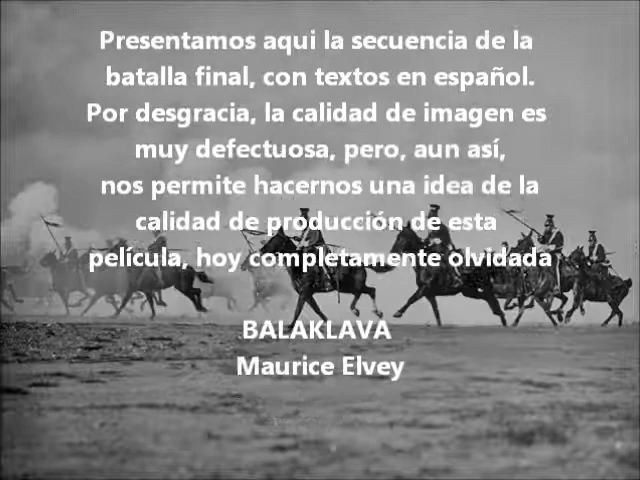 Presentamos aqui la secuencia de la
batalla final, con textos en español.
Por desgracia, la calidad de imagen es
muy defectuosa, pero, aun así,
nos permite hacernos una idea de la
calidad de producción de esta
película, hoy completamente olvidada
BALAKLAVA
Maurice Elvey